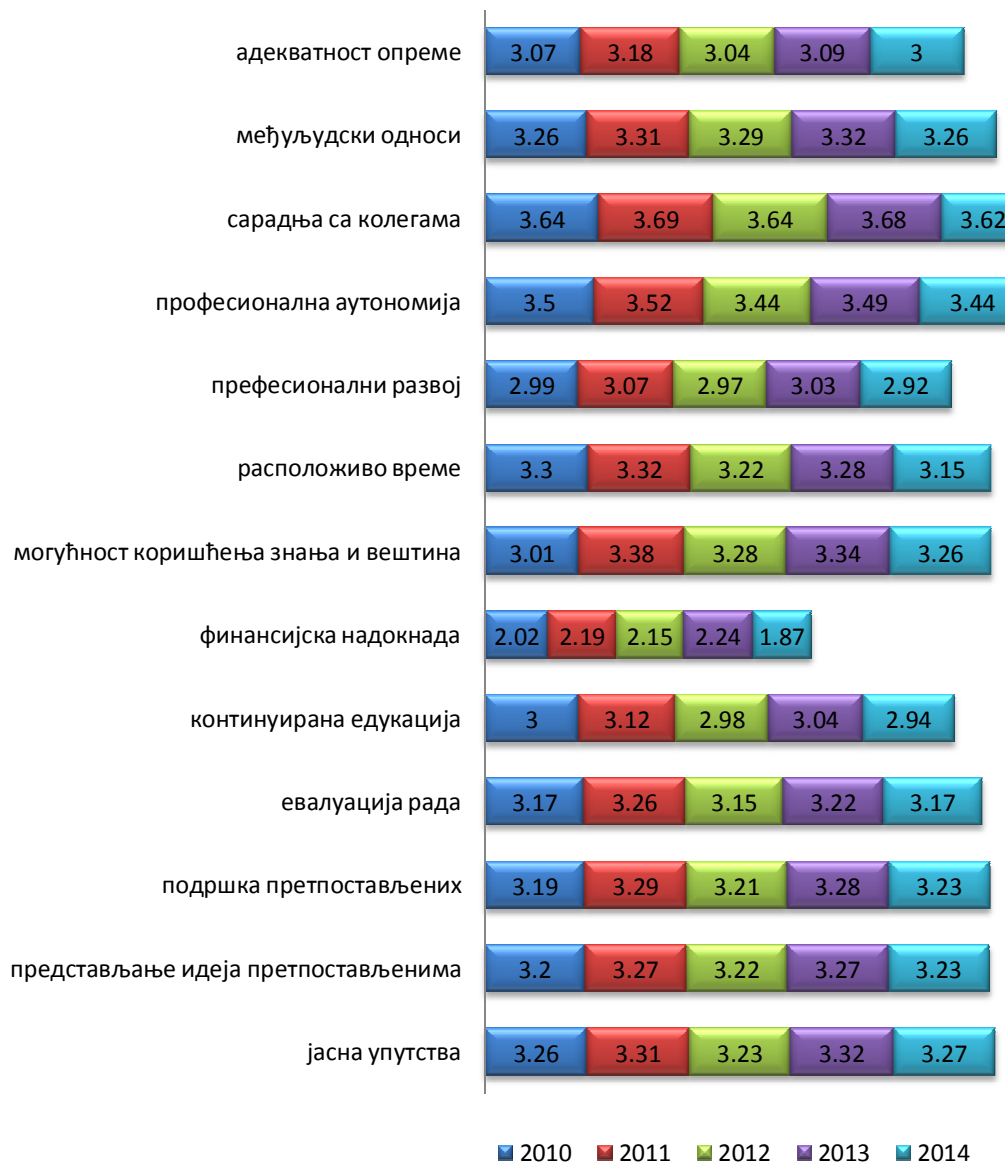 адекватност опреме 3.07 3.18 3.04 3.09 3
међуљудски односи 3.26 3.31 3.29 3.32 3.26
сарадња са колегама 3.64 3.69 3.64 3.68 3.62
професионална аутономија 3.5 3.52 3.44 3.49 3.44
префесионални развој 2.99 3.07 2.97 3.03 2.92
расположиво време 3.3 3.32 3.22 3.28 3.15
могућност коришћења знања и вештина 3.01 3.38 3.28 3.34 3.26
финансијска надокнада 2.02 2.19 2.15 2.24 1.87
континуирана едукација 3 3.12 2.98 3.04 2.94
евалуација рада 3.17 3.26 3.15 3.22 3.17
подршка претпостављених 3.19 3.29 3.21 3.28 3.23
представљање идеја претпостављенима 3.2 3.27 3.22 3.27 3.23
јасна упутства 3.26 3.31 3.23 3.32 3.27
2010 2011 2012 2013 2014